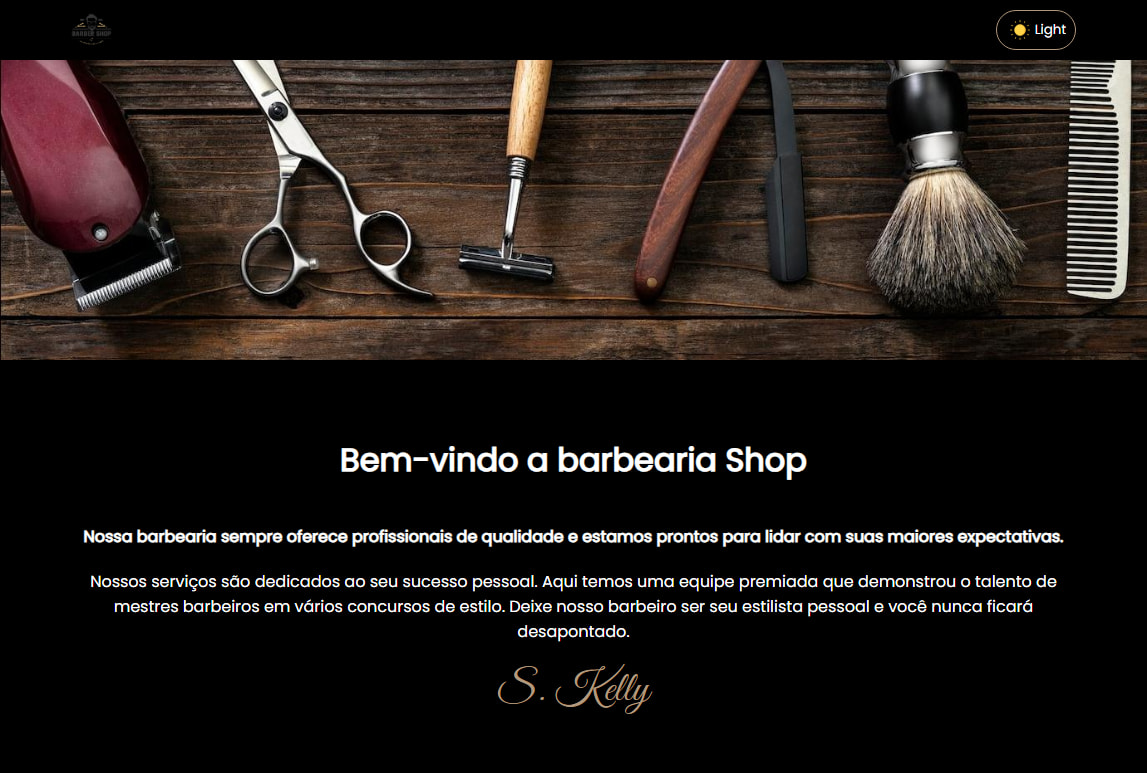 BARBER SHOP
Light
Bem-vindo a barbearia Shop
Nossa barbearia sempre oferece profissionais de qualidade e estamos prontos para lidar com suas maiores expectativas.
Nossos serviços são dedicados ao seu sucesso pessoal. Aqui temos uma equipe premiada que demonstrou o talento de
mestres barbeiros em vários concursos de estilo. Deixe nosso barbeiro ser seu estilista pessoal e você nunca ficará
desapontado.
S. Kelly